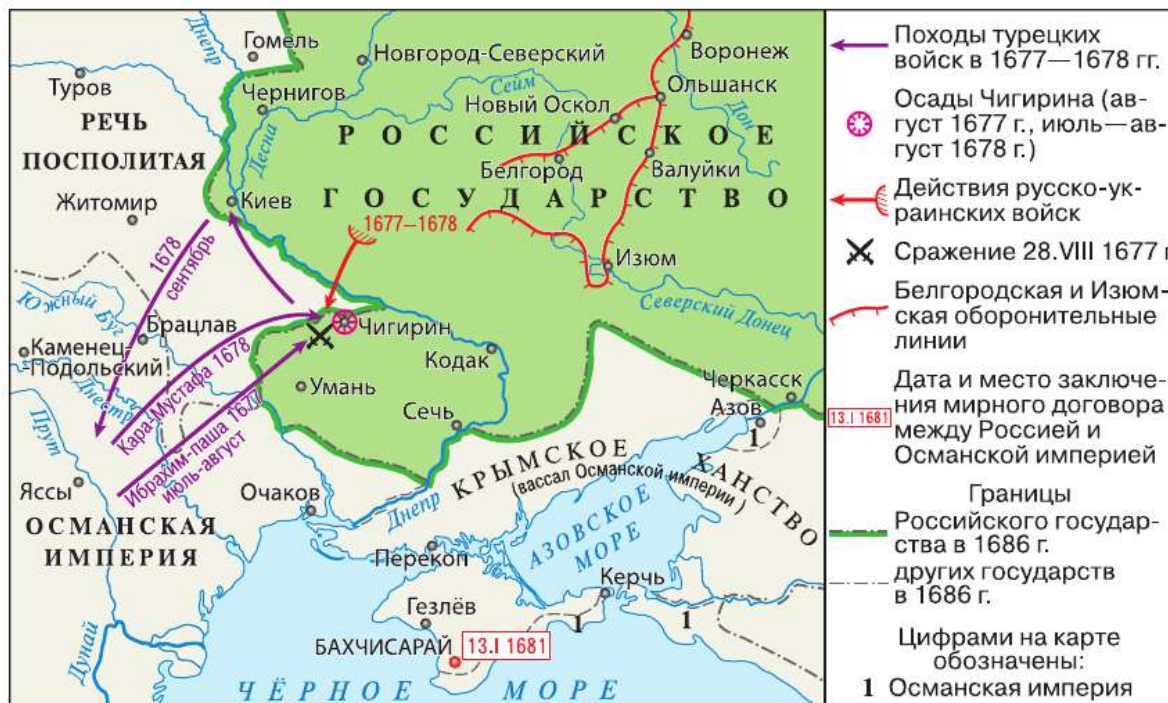 Днепр
Гомель
Новгород-Северский
Воронеж
Туров
Чернигов
Сейм
Новый Оскол
Ольшанск
Дон
РЕЧЬ
ПОСПОЛИТАЯ
Десна
РОССИЙСКОЕ
Белгород
Валуйки
ГОСУДАРСТВО
Житомир
Киев
1677—1678
1678
сентябрь
Изюм
Южный Буг
Северский Донец
Брацлав
Чигирин
Каменец-
Подольский
Кодак
Днестр
Умань
Кара-Мустафа 1678
Черкасск
Прут
Сечь
Азов
1
Ибрахим-паша 1677
июль-август
Яссы
Очаков
КРЫМСКОЕ
ХАНСТВО
(вассал Османской империи)
Днепр
ОСМАНСКАЯ
ИМПЕРИЯ
АЗОВСКОЕ
МОРЕ
Перекоп
Керчь
Гезлёв
1
1
Дунай
БАХЧИСАРАЙ
13.I 1681
ЧЁРНОЕ МОРЕ
Походы турецких
войск в 1677—1678 гг.
Осады Чигирина (ав-
густ 1677 г., июль—ав-
густ 1678 г.)
Действия русско-ук-
раинских войск
Сражение 28.VIII 1677 г
Белгородская и Изюм-
ская оборонительные
линии
Дата и место заключе-
ния мирного договора
13.I 1681
между Россией и
Османской империей
Границы
Российского государ-
ства в 1686 г.
других государств
в 1686 г.
Цифрами на карте
обозначены:
1 Османская империя